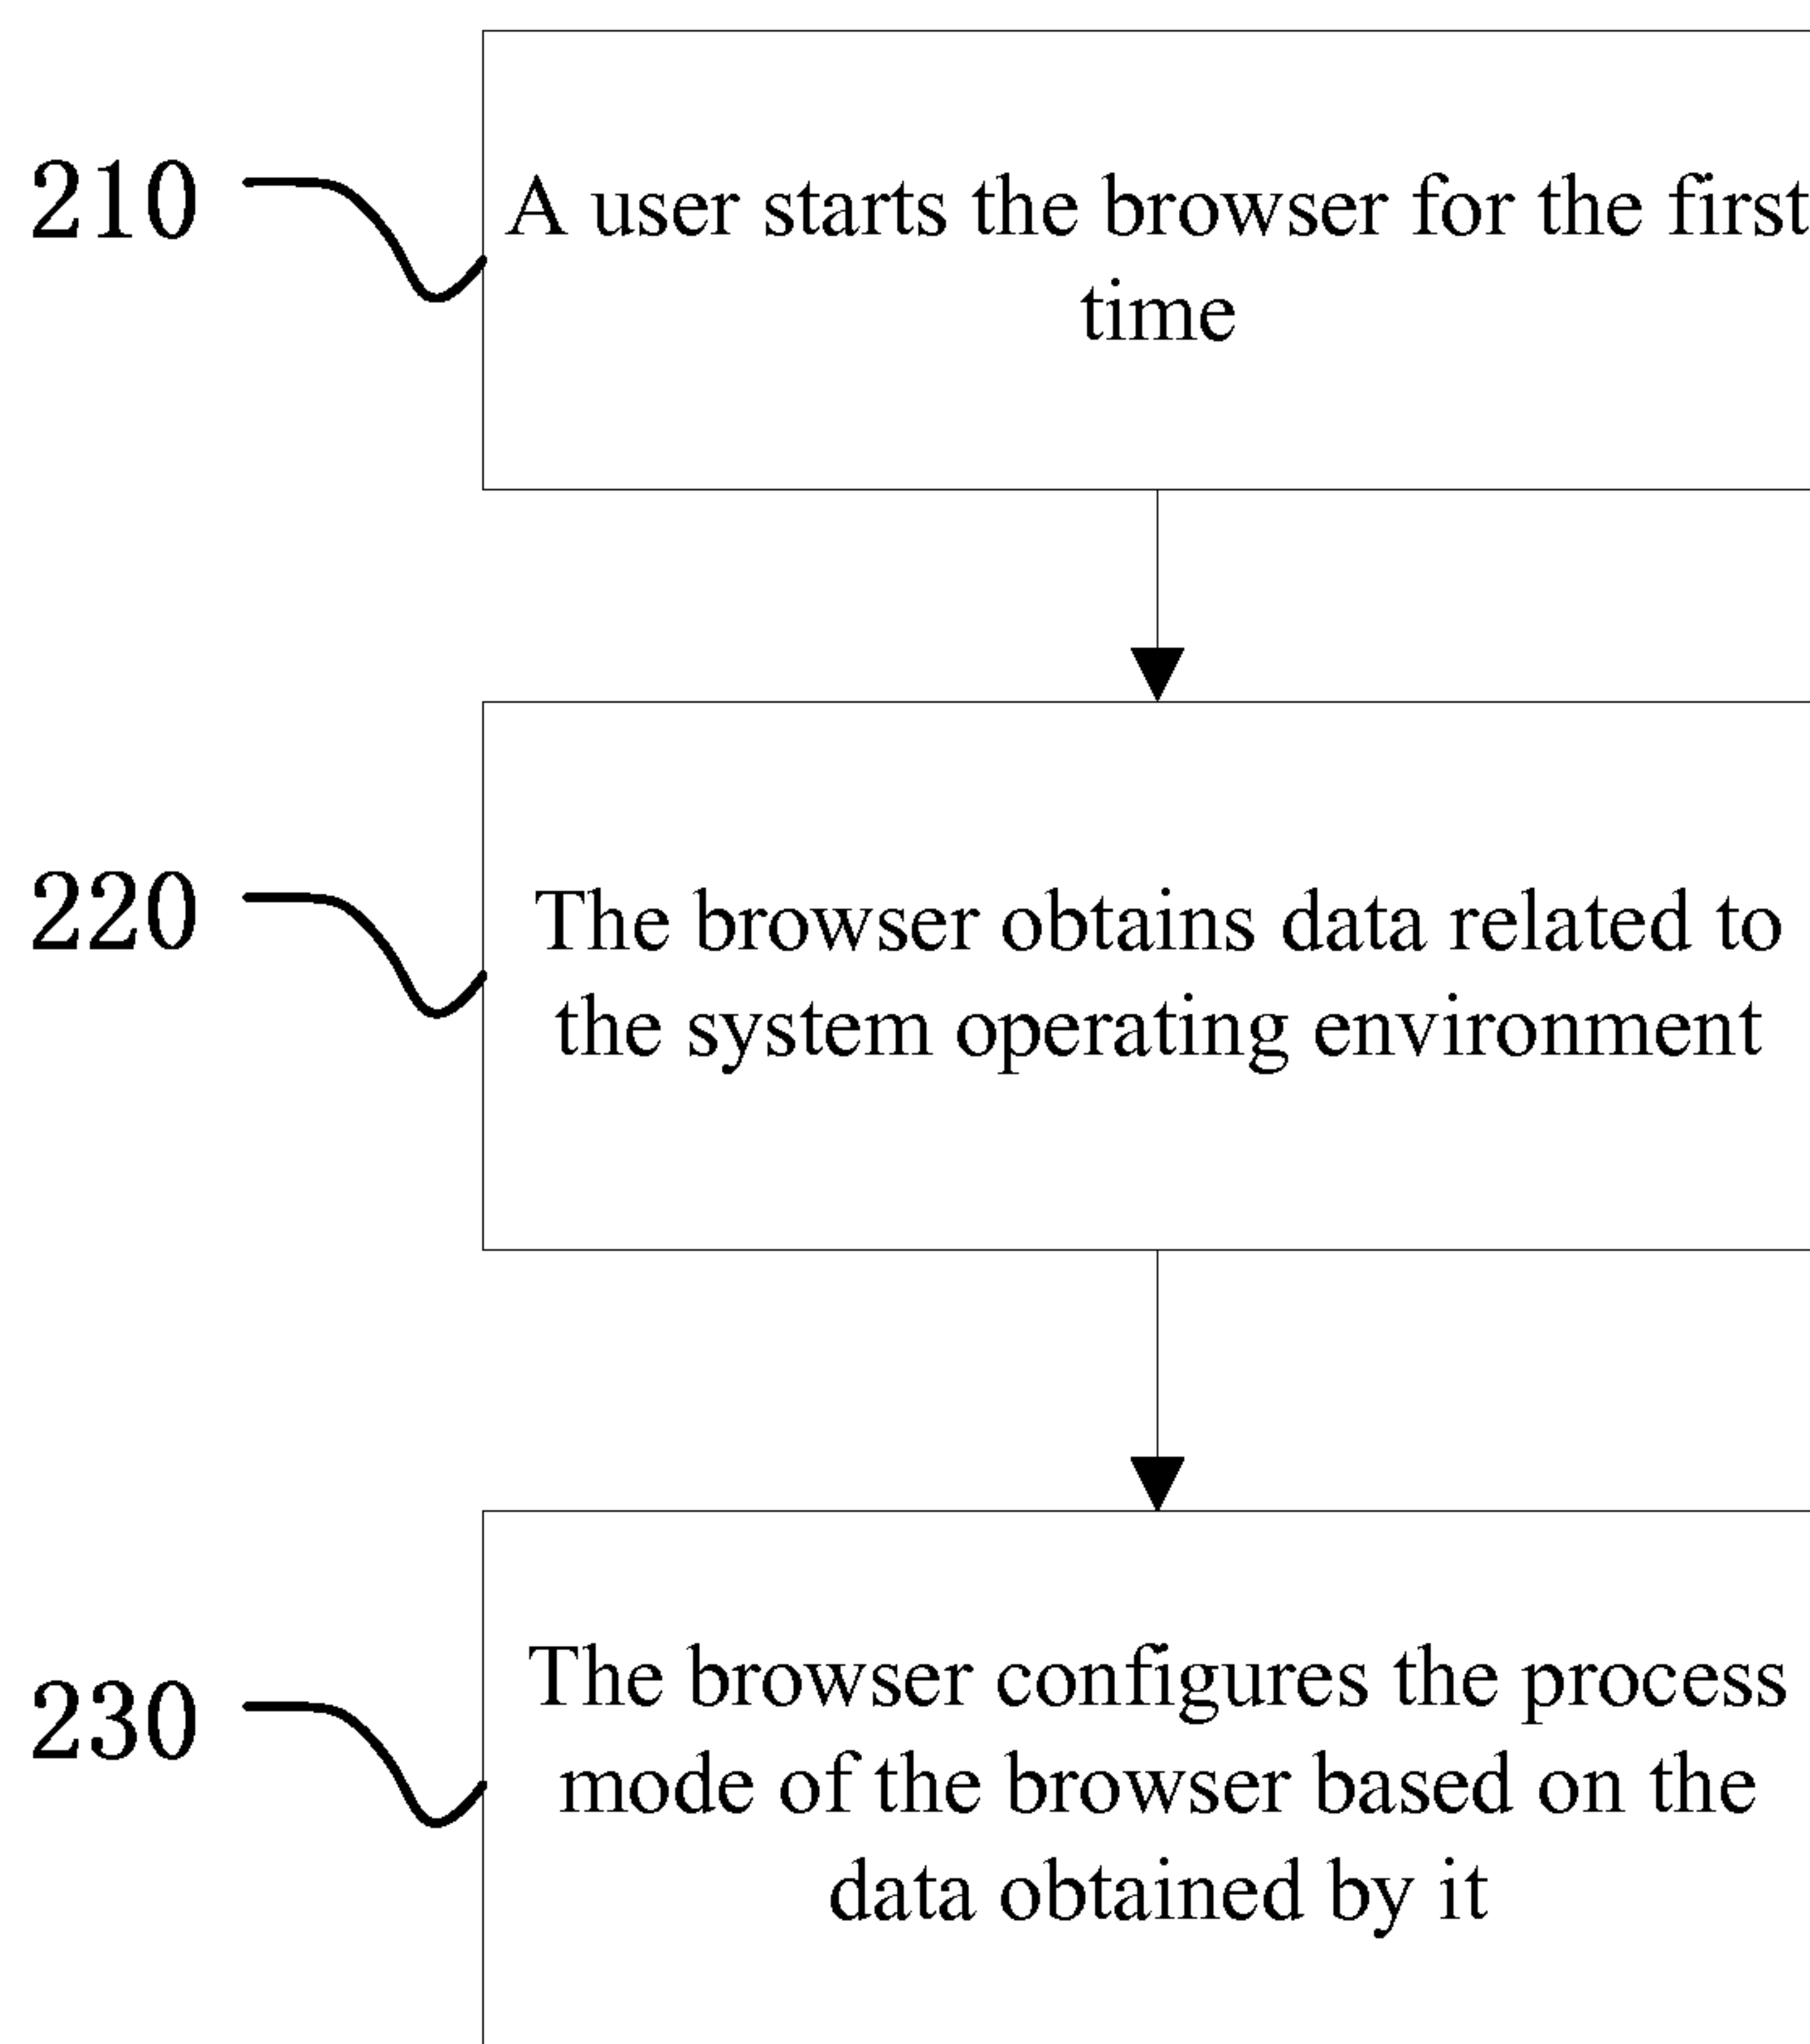 210
A user starts the browser for the first
time
220
The browser obtains data related to
the system operating environment
230
The browser configures the process
mode of the browser based on the
data obtained by it